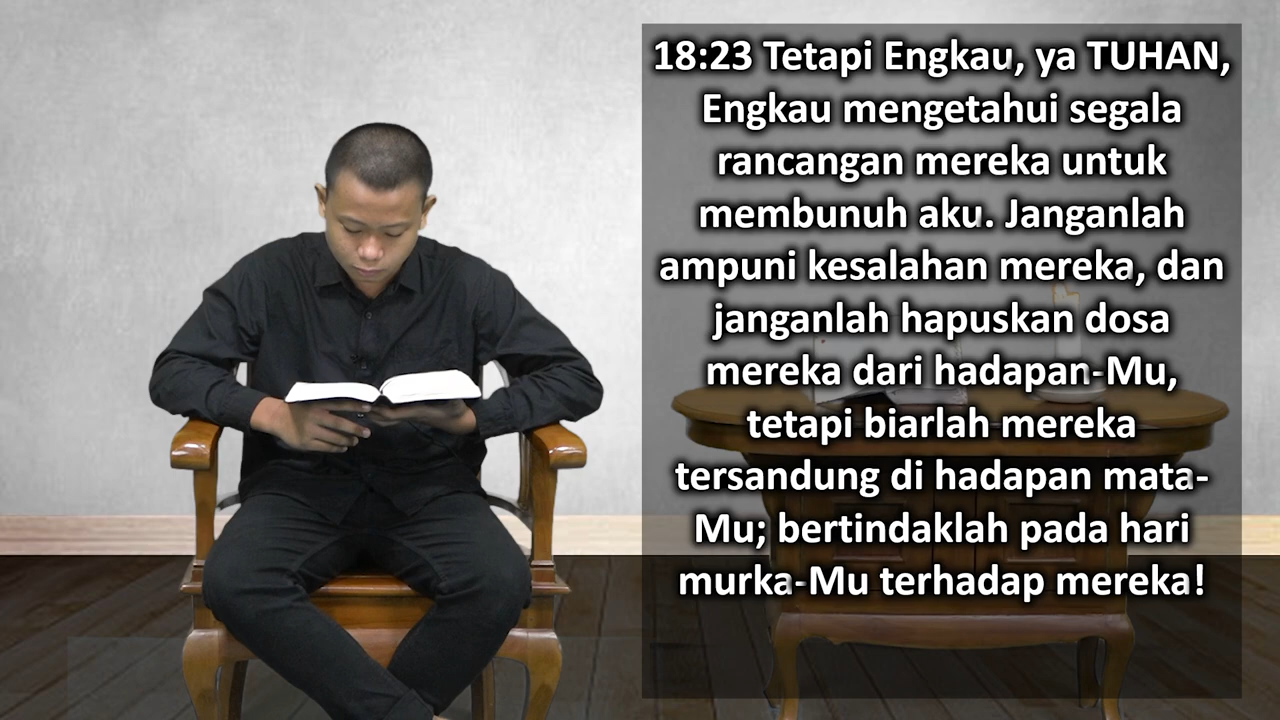 18:23 Tetapi Engkau, ya TUHAN,
Engkau mengetahui segala
rancangan mereka untuk
membunuh aku. Janganlah
ampuni kesalahan mereka, dan
janganlah hapuskan dosa
mereka dari hadapan-Mu,
tetapi biarlah mereka
tersandung di hadapan mata-
Mu; bertindaklah pada hari
murka-Mu terhadap mereka!